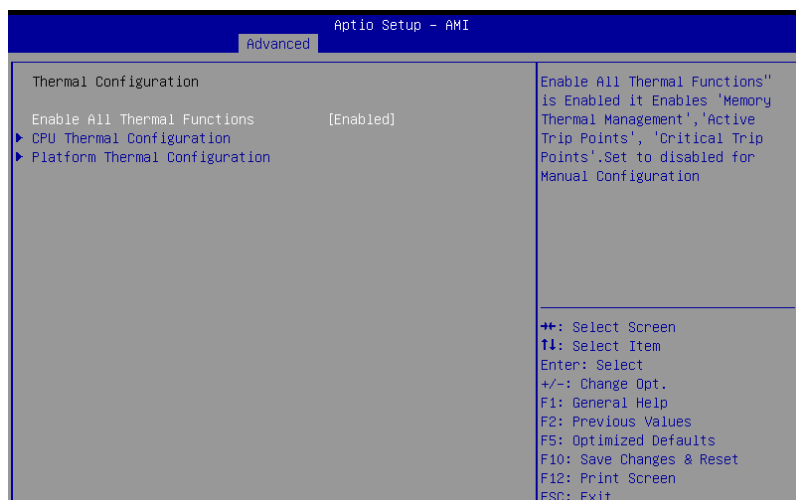 Aptio Setup – AMI
Advanced
Thermal Configuration
Enable All Thermal Functions [Enabled]
CPU Thermal Configuration
Platform Thermal Configuration
Enable All Thermal Functions"
is Enabled it Enables 'Memory
Thermal Management','Active
Trip Points', 'Critical Trip
Points'.Set to disabled for
Manual Configuration
→←: Select Screen
↑↓: Select Item
Enter: Select
+/-: Change Opt.
F1: General Help
F2: Previous Values
F5: Optimized Defaults
F10: Save Changes & Reset
F12: Print Screen
ESC: Exit